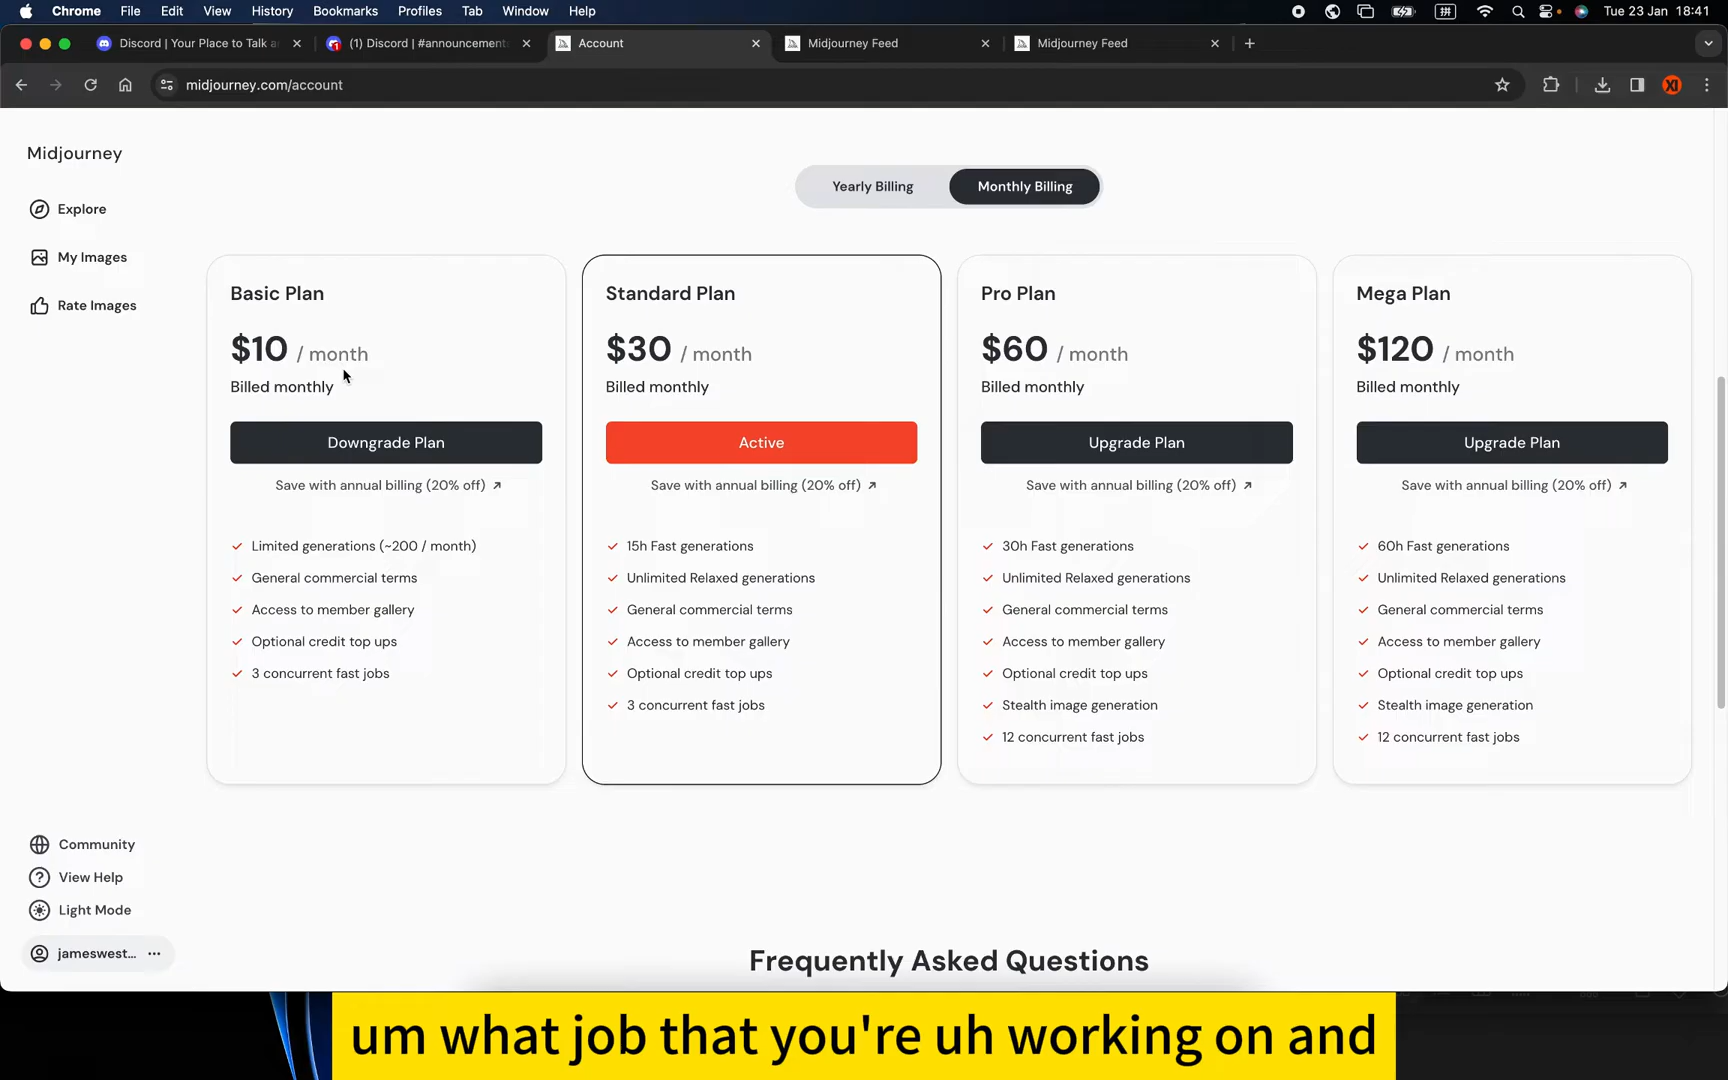 Chrome File Edit View History Bookmarks Profiles Tab Window Help
Tue 23 Jan 18:41
Discord | Your Place to Talk a
(1) Discord | #announcement
Account
Midjourney Feed
Midjourney Feed
midjourney.com/account
XI
Midjourney
Explore
My Images
Rate Images
Yearly Billing
Monthly Billing
Basic Plan
$10 / month
Billed monthly
Downgrade Plan
Save with annual billing (20% off) ↗
Limited generations (~200 / month)
General commercial terms
Access to member gallery
Optional credit top ups
3 concurrent fast jobs
Standard Plan
$30 / month
Billed monthly
Active
Save with annual billing (20% off) ↗
15h Fast generations
Unlimited Relaxed generations
General commercial terms
Access to member gallery
Optional credit top ups
3 concurrent fast jobs
Pro Plan
$60 / month
Billed monthly
Upgrade Plan
Save with annual billing (20% off) ↗
30h Fast generations
Unlimited Relaxed generations
General commercial terms
Access to member gallery
Optional credit top ups
Stealth image generation
12 concurrent fast jobs
Mega Plan
$120 / month
Billed monthly
Upgrade Plan
Save with annual billing (20% off) ↗
60h Fast generations
Unlimited Relaxed generations
General commercial terms
Access to member gallery
Optional credit top ups
Stealth image generation
12 concurrent fast jobs
Community
View Help
Light Mode
jameswest... ···
Frequently Asked Questions
um what job that you're uh working on and